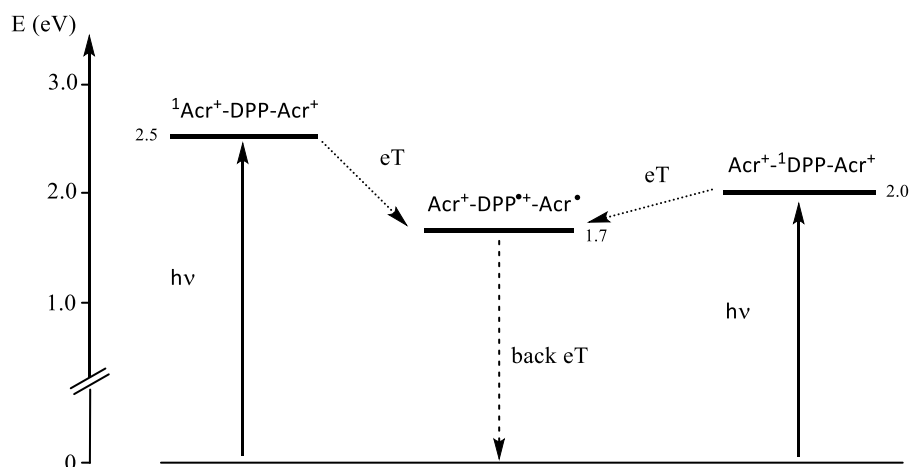 E (eV)
3.0
¹Acr⁺-DPP-Acr⁺
2.5
eT
Acr⁺-¹DPP-Acr⁺
eT
2.0
2.0
Acr⁺-DPP•⁺-Acr•
1.7
hν
1.0
hν
back eT
0